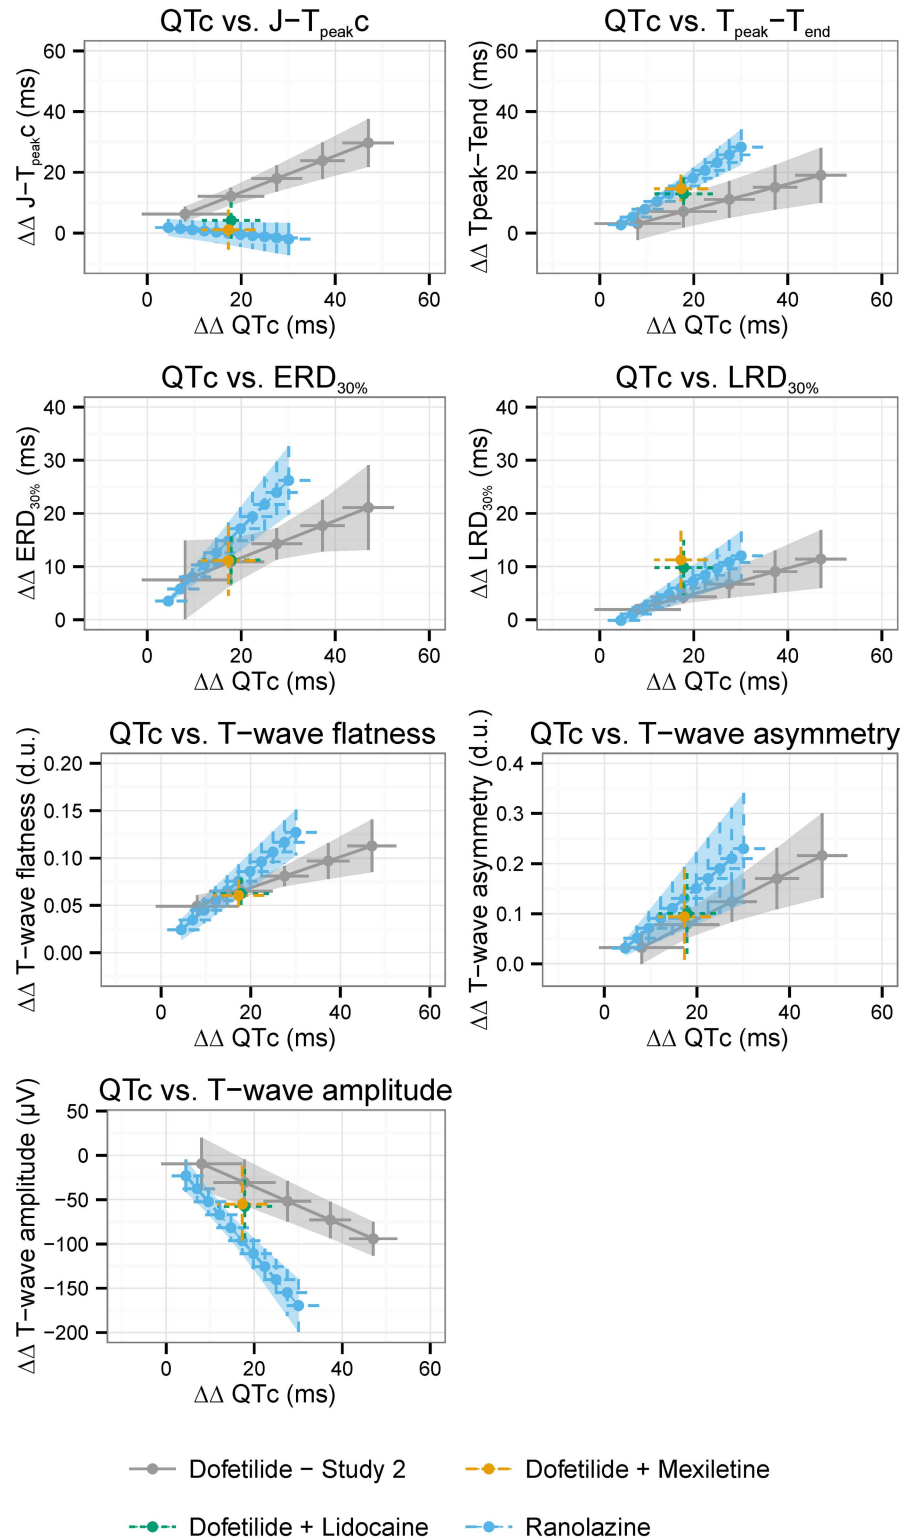 QTc vs. J−Tpeakc
QTc vs. Tpeak−Tend
ΔΔ J−Tpeakc (ms)
60
40
20
0
0 20 40 60
ΔΔ QTc (ms)
ΔΔ Tpeak−Tend (ms)
60
40
20
0
0 20 40 60
ΔΔ QTc (ms)
QTc vs. ERD30%
QTc vs. LRD30%
ΔΔ ERD30% (ms)
40
30
20
10
0
0 20 40 60
ΔΔ QTc (ms)
ΔΔ LRD30% (ms)
40
30
20
10
0
0 20 40 60
ΔΔ QTc (ms)
QTc vs. T−wave flatness
QTc vs. T−wave asymmetry
ΔΔ T−wave flatness (d.u.)
0.20
0.15
0.10
0.05
0.00
0 20 40 60
ΔΔ QTc (ms)
ΔΔ T−wave asymmetry (d.u.)
0.4
0.3
0.2
0.1
0.0
0 20 40 60
ΔΔ QTc (ms)
QTc vs. T−wave amplitude
ΔΔ T−wave amplitude (µV)
50
0
−50
−100
−150
−200
0 20 40 60
ΔΔ QTc (ms)
Dofetilide − Study 2
Dofetilide + Mexiletine
Dofetilide + Lidocaine
Ranolazine